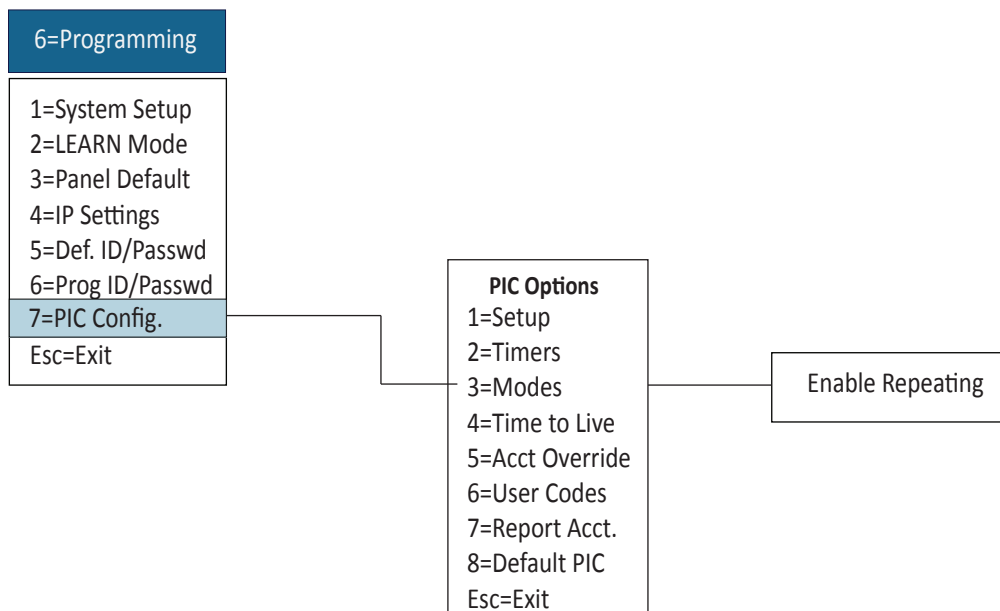 6=Programming
1=System Setup
2=LEARN Mode
3=Panel Default
4=IP Settings
5=Def. ID/Passwd
6=Prog ID/Passwd
7=PIC Config.
Esc=Exit
PIC Options
1=Setup
2=Timers
3=Modes
4=Time to Live
5=Acct Override
6=User Codes
7=Report Acct.
8=Default PIC
Esc=Exit
Enable Repeating